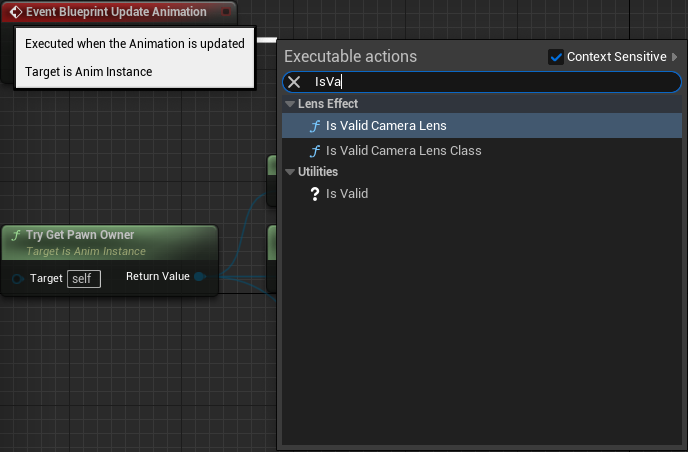 Event Blueprint Update Animation
Executed when the Animation is updated
Target is Anim Instance
Executable actions
Context Sensitive
IsVa
Lens Effect
f Is Valid Camera Lens
f Is Valid Camera Lens Class
Utilities
? Is Valid
f Try Get Pawn Owner
Target is Anim Instance
Target self Return Value